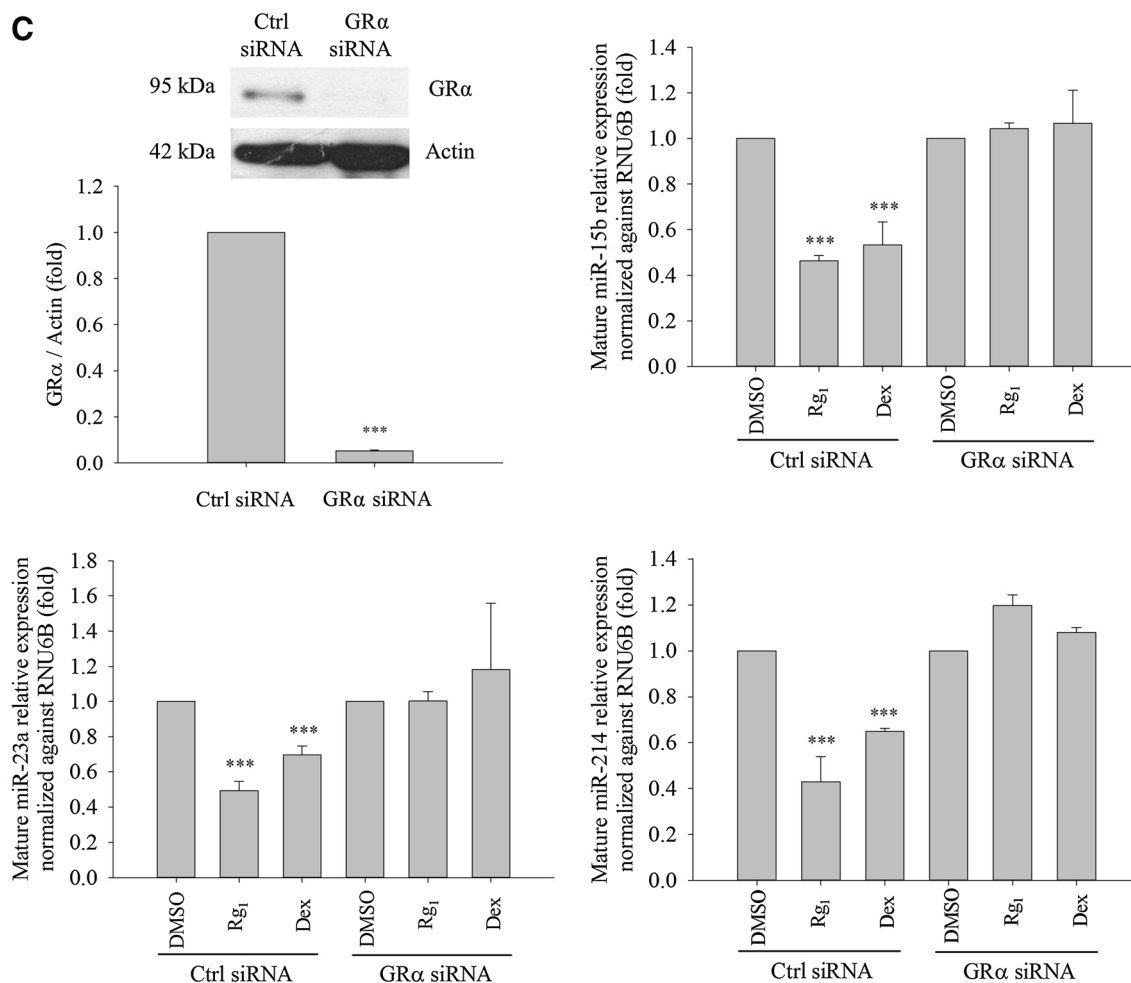 C
Ctrl siRNA
GRα siRNA
95 kDa
GRα
42 kDa
Actin
GRα / Actin (fold)
1.2
1.0
0.8
0.6
0.4
0.2
0.0
***
Ctrl siRNA
GRα siRNA
Mature miR-15b relative expression
normalized against RNU6B (fold)
1.4
1.2
1.0
0.8
0.6
0.4
0.2
0.0
***
***
DMSO
Rg1
Dex
DMSO
Rg1
Dex
Ctrl siRNA
GRα siRNA
Mature miR-23a relative expression
normalized against RNU6B (fold)
1.8
1.6
1.4
1.2
1.0
0.8
0.6
0.4
0.2
0.0
***
***
DMSO
Rg1
Dex
DMSO
Rg1
Dex
Ctrl siRNA
GRα siRNA
Mature miR-214 relative expression
normalized against RNU6B (fold)
1.4
1.2
1.0
0.8
0.6
0.4
0.2
0.0
***
***
DMSO
Rg1
Dex
DMSO
Rg1
Dex
Ctrl siRNA
GRα siRNA